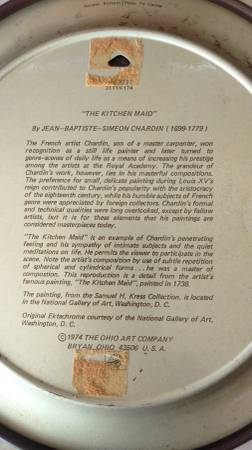 "THE KITCHEN MAID"
By JEAN-BAPTISTE-SIMEON CHARDIN (1699-1779)
The French artist Chardin, son of a master carpenter, won
recognition as a still life painter and later turned to
genre-scenes of daily life as a means of increasing his prestige
among the artists at the Royal Academy. The grandeur of
Chardin's work, however, lies in his masterful compositions.
The preference for small, delicate painting during Louis XV's
reign contributed to Chardin's popularity with the aristocracy
of the eighteenth century, while his humble subjects of French
genre were appreciated by foreign collectors. Chardin's formal
and technical qualities were long overlooked, except by fellow
artists, but it is for these elements that his paintings are
considered masterpieces today.
"The Kitchen Maid" is an example of Chardin's penetrating
feeling and his sympathy of intimate subjects and the quiet
meditations on life. He permits the viewer to participate in the
scene. Note the artist's composition by use of subtle repetition
of spherical and cylindrical forms . . . he was a master of
composition. This reproduction is a detail from the artist's
famous painting, "The Kitchen Maid", painted in 1738.
The painting, from the Samuel H. Kress Collection, is located
in the National Gallery of Art, Washington, D. C.
Original Ektachrome courtesy of the National Gallery of Art,
Washington, D. C.
©1974 THE OHIO ART COMPANY
BRYAN, OHIO 43506 U. S. A.